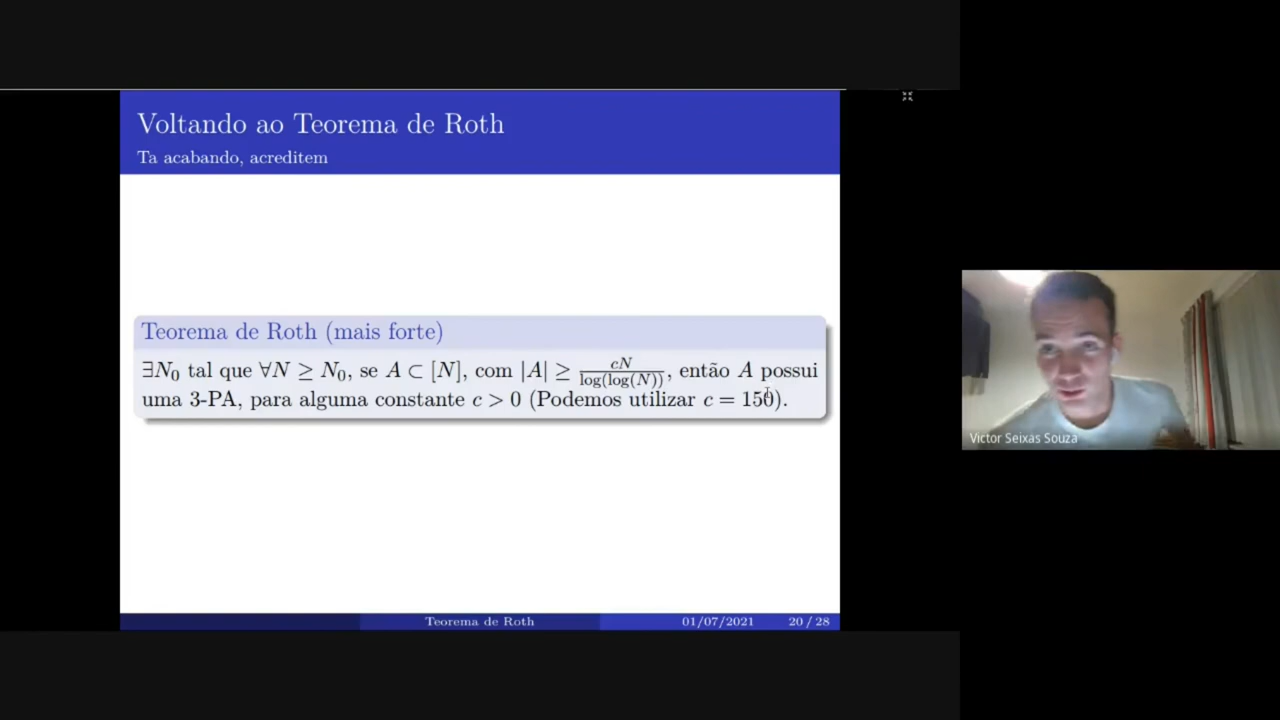 Voltando ao Teorema de Roth
Ta acabando, acreditem
Teorema de Roth (mais forte)
∃N₀ tal que ∀N ≥ N₀, se A ⊂ [N], com |A| ≥ cN/log(log(N)), então A possui
uma 3-PA, para alguma constante c > 0 (Podemos utilizar c = 150).
Teorema de Roth 01/07/2021 20 / 28
Victor Seixas Souza